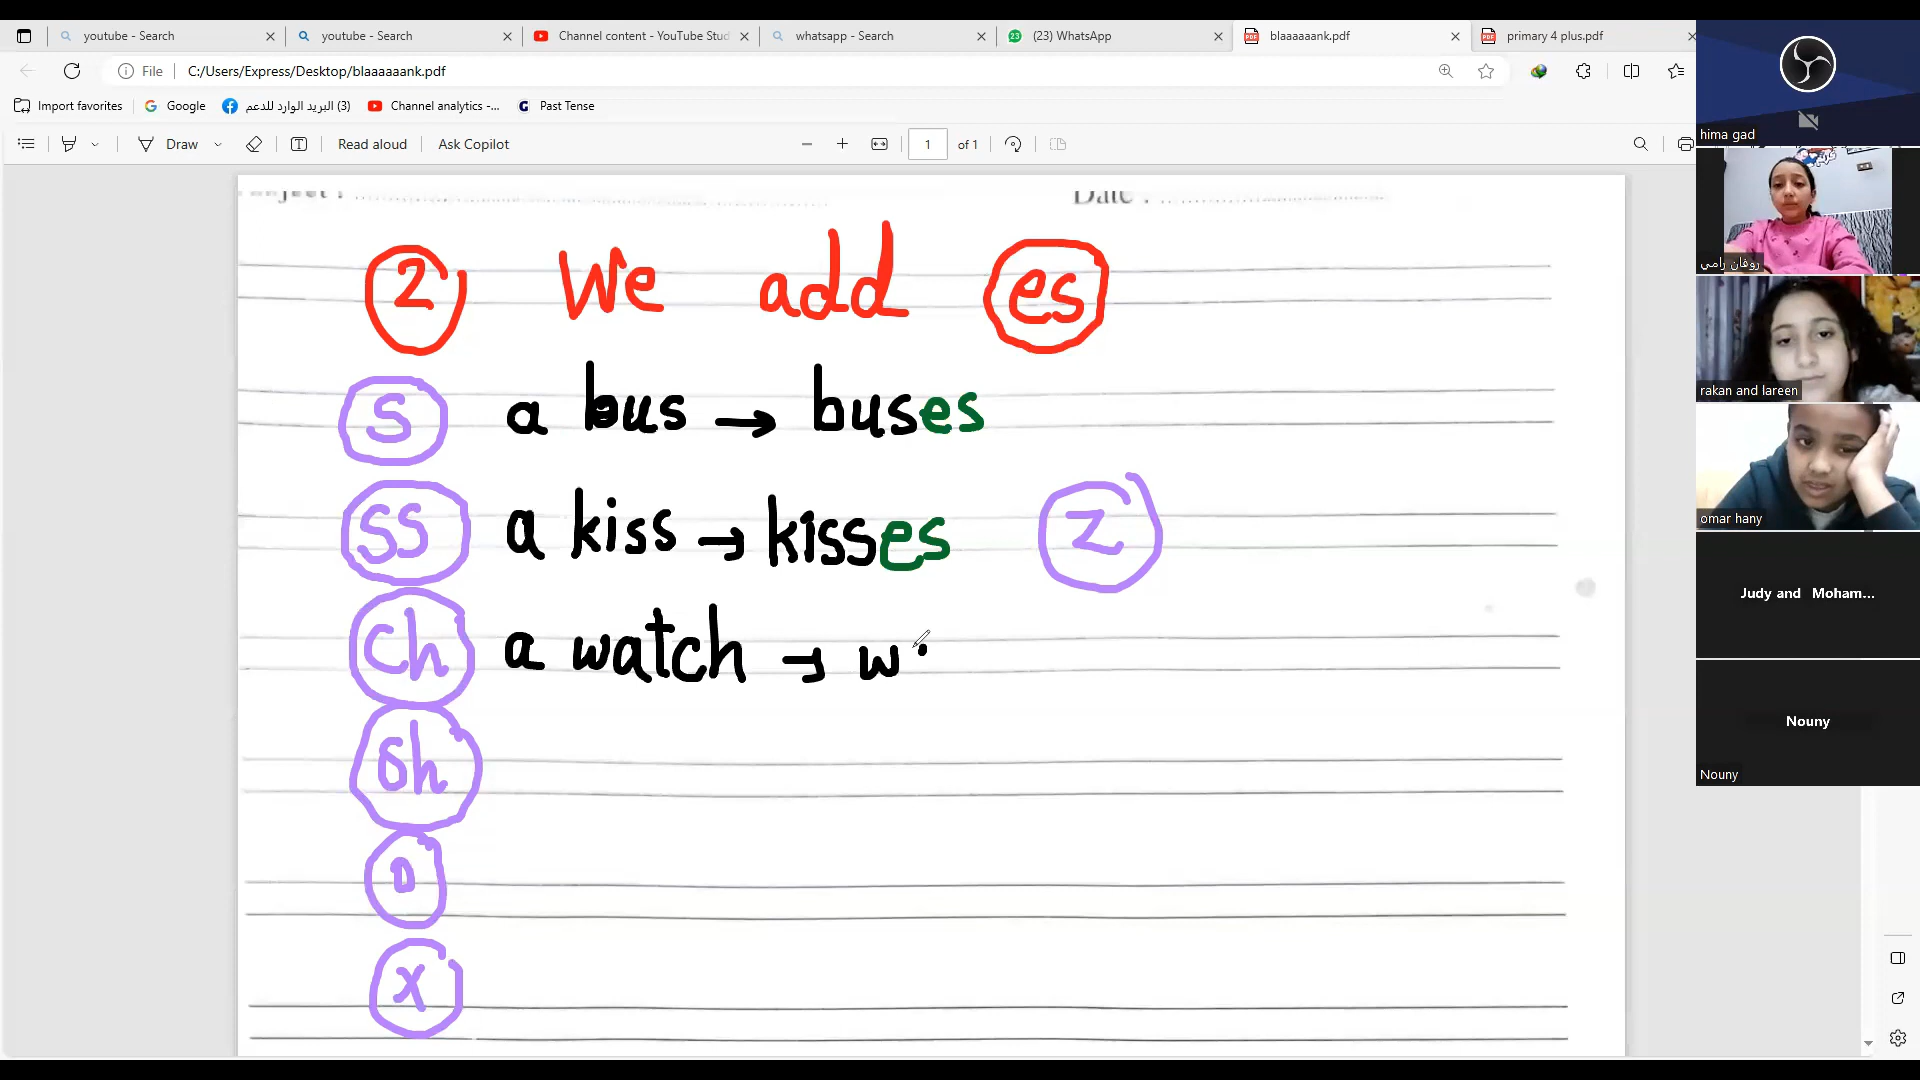 youtube - Search
youtube - Search
Channel content - YouTube Stud
whatsapp - Search
(23) WhatsApp
blaaaaaank.pdf
primary 4 plus.pdf
File
C:/Users/Express/Desktop/blaaaaaank.pdf
Import favorites
Google
(3) البريد الوارد للدعم
Channel analytics -...
Past Tense
Draw
Read aloud
Ask Copilot
1 of 1
Date :
2 We add es
S a bus → buses
SS a kiss → kisses Z
Ch a watch → w
Sh
O
X
hima gad
روفان رامي
rakan and lareen
omar hany
Judy and Moham...
Nouny
Nouny